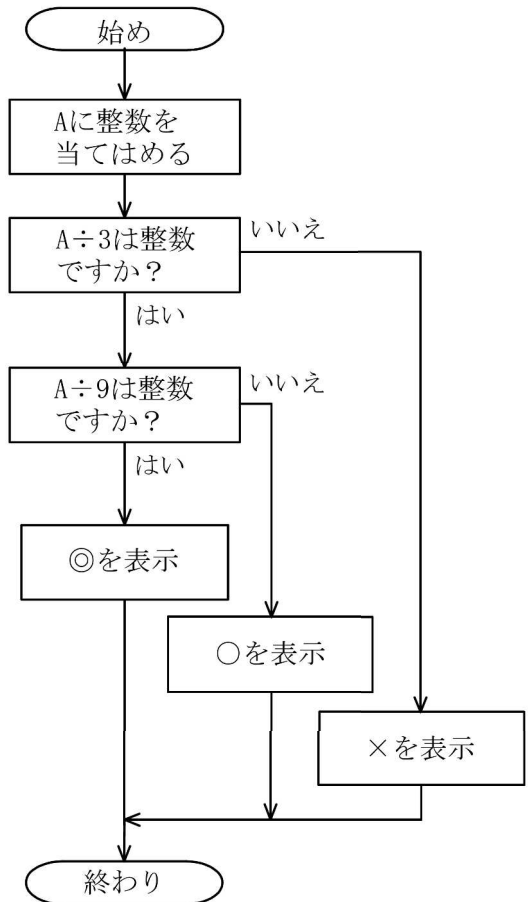 始め
Aに整数を
当てはめる
A÷3は整数
ですか？
いいえ
はい
A÷9は整数
ですか？
いいえ
はい
◎を表示
○を表示
×を表示
終わり